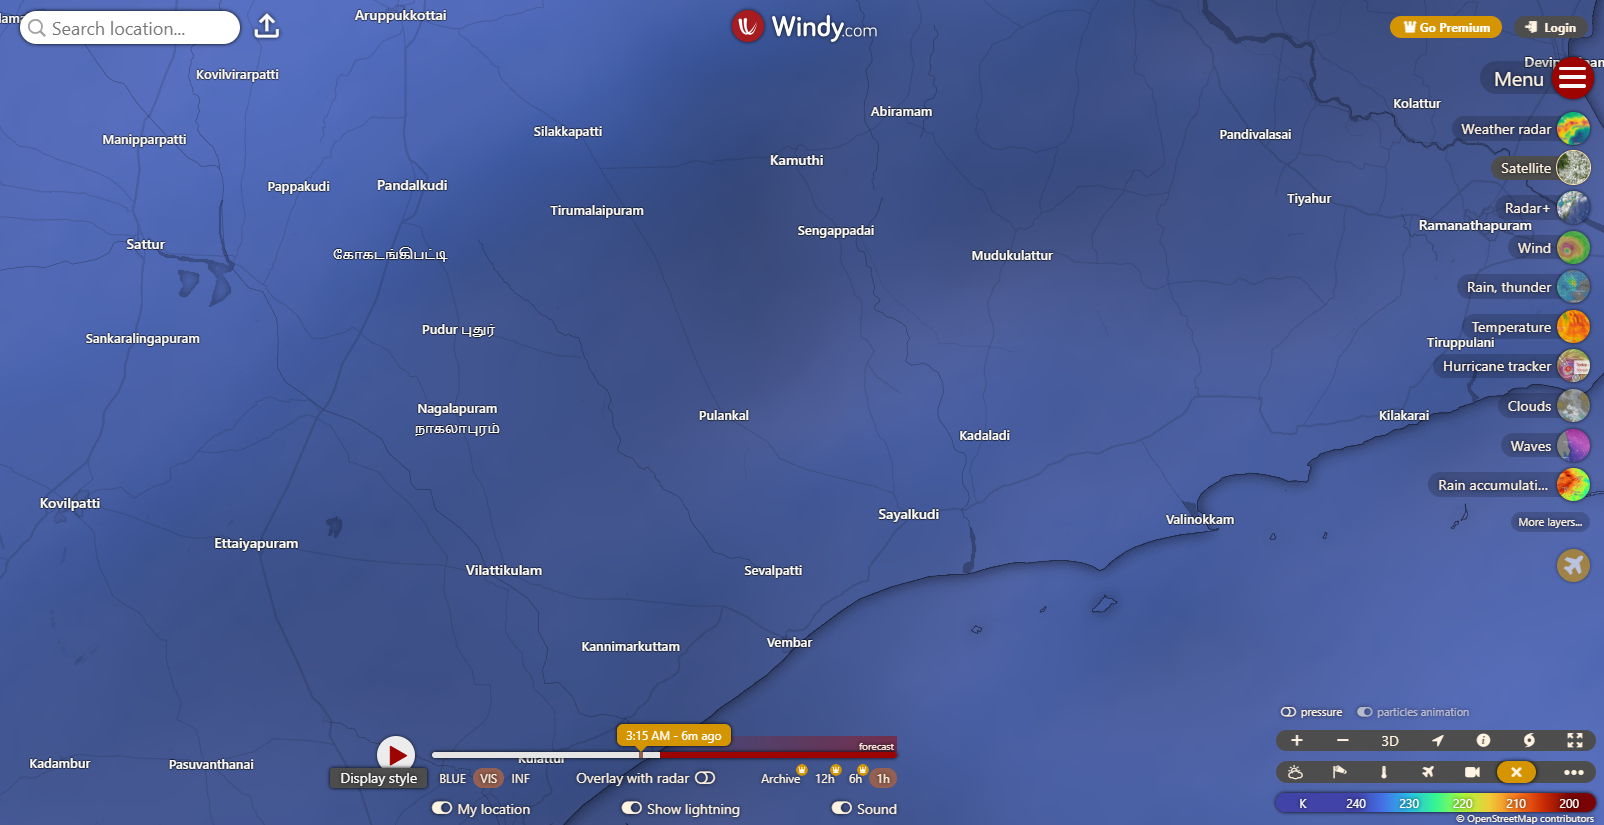 Search location...
Aruppukkottai
Windy.com
Go Premium
Login
Menu
Kovilvirarpatti
Abiramam
Kolattur
Silakkapatti
Manipparpatti
Pandivalasai
Weather radar
Kamuthi
Satellite
Pappakudi
Pandalkudi
Tirumalaipuram
Tiyahur
Radar+
Ramanathapuram
Sengappadai
Sattur
கோகடங்கிபட்டி
Mudukulattur
Wind
Rain, thunder
Pudur புதுர்
Temperature
Sankaralingapuram
Tiruppulani
Hurricane tracker
Nagalapuram
நாகலாபுரம்
Pulankal
Clouds
Kilakarai
Kadaladi
Waves
Rain accumulati...
Kovilpatti
Sayalkudi
Valinokkam
More layers...
Ettaiyapuram
Vilattikulam
Sevalpatti
Kannimarkuttam
Vembar
pressure
particles animation
3:15 AM - 6m ago
forecast
3D
Kadambur
Pasuvanthanai
Kulattur
Display style
BLUE VIS INF
Overlay with radar
Archive 12h 6h 1h
My location
Show lightning
Sound
K 240 230 220 210 200
© OpenStreetMap contributors